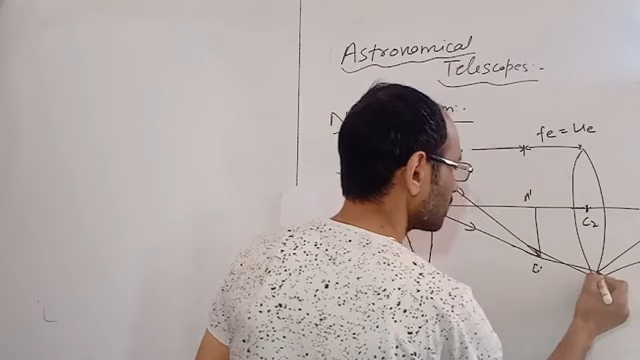 Astronomical
Telescopes:-
N m:-
fe = ue
A'
C₂